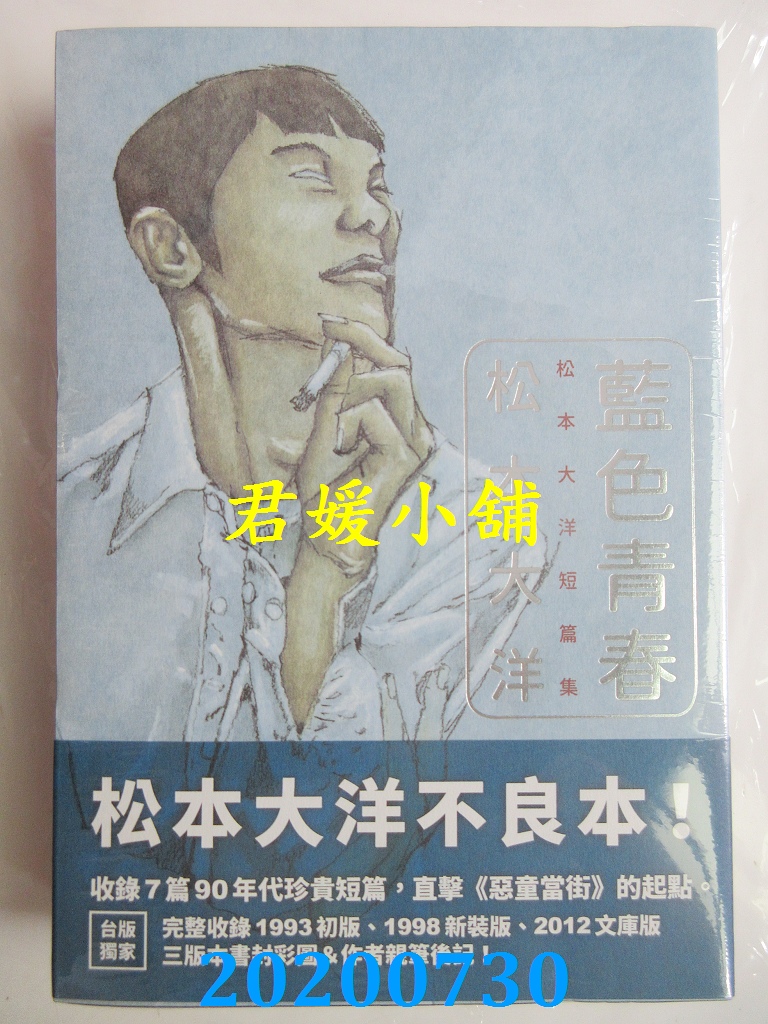 藍色青春
松本大洋短篇集
松本大洋
君媛小舖
松本大洋不良本！
收錄7篇90年代珍貴短篇，直擊《惡童當街》的起點。
台版
獨家
完整收錄1993初版、1998新裝版、2012文庫版
三版本書封彩圖&作者親筆後記！
20200730